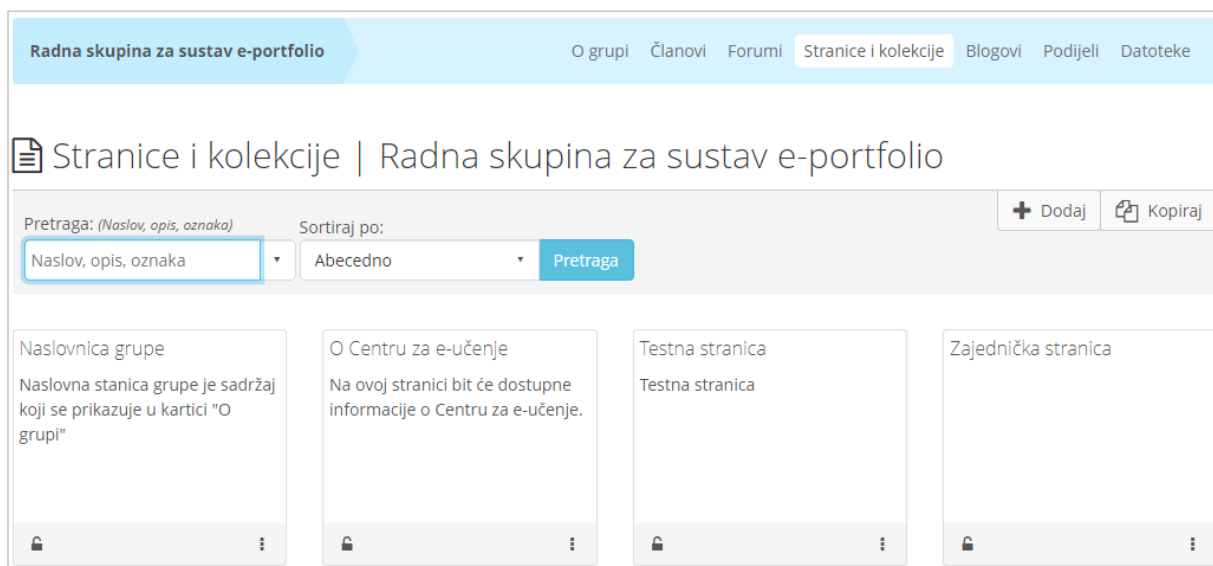 Radna skupina za sustav e-portfolio
O grupi Članovi Forumi Stranice i kolekcije Blogovi Podijeli Datoteke
Stranice i kolekcije | Radna skupina za sustav e-portfolio
Dodaj Kopiraj
Pretraga: (Naslov, opis, oznaka) Sortiraj po:
Naslov, opis, oznaka Abecedno Pretraga
Naslovnica grupe
Naslovna stanica grupe je sadržaj
koji se prikazuje u kartici "O
grupi"
O Centru za e-učenje
Na ovoj stranici bit će dostupne
informacije o Centru za e-učenje.
Testna stranica
Testna stranica
Zajednička stranica